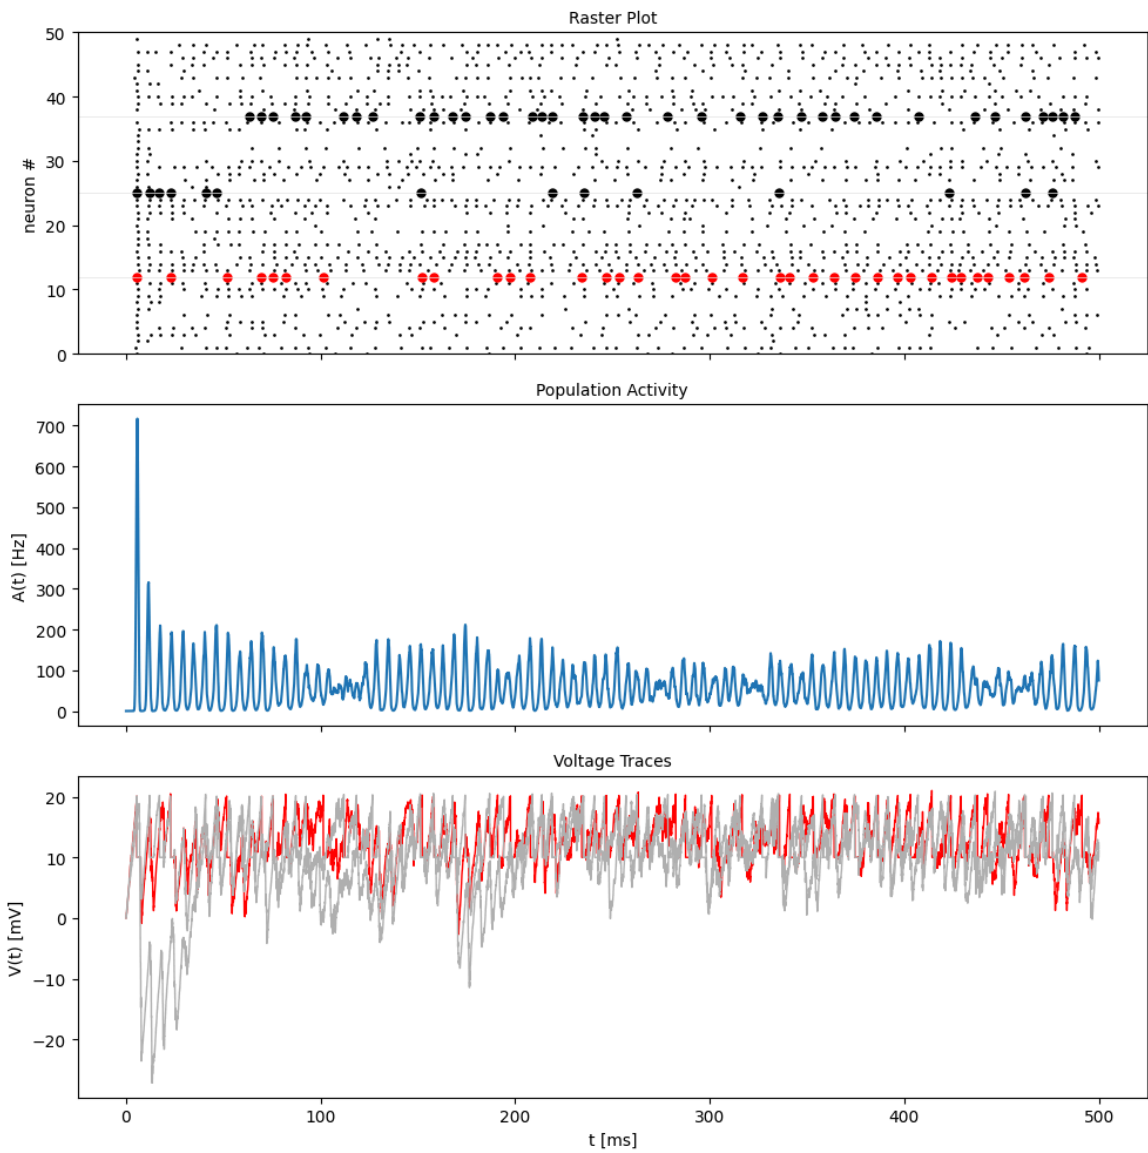 Raster Plot
50
40
30
20
10
0
neuron #
Population Activity
700
600
500
400
300
200
100
0
A(t) [Hz]
Voltage Traces
20
10
0
−10
−20
V(t) [mV]
0 100 200 300 400 500
t [ms]